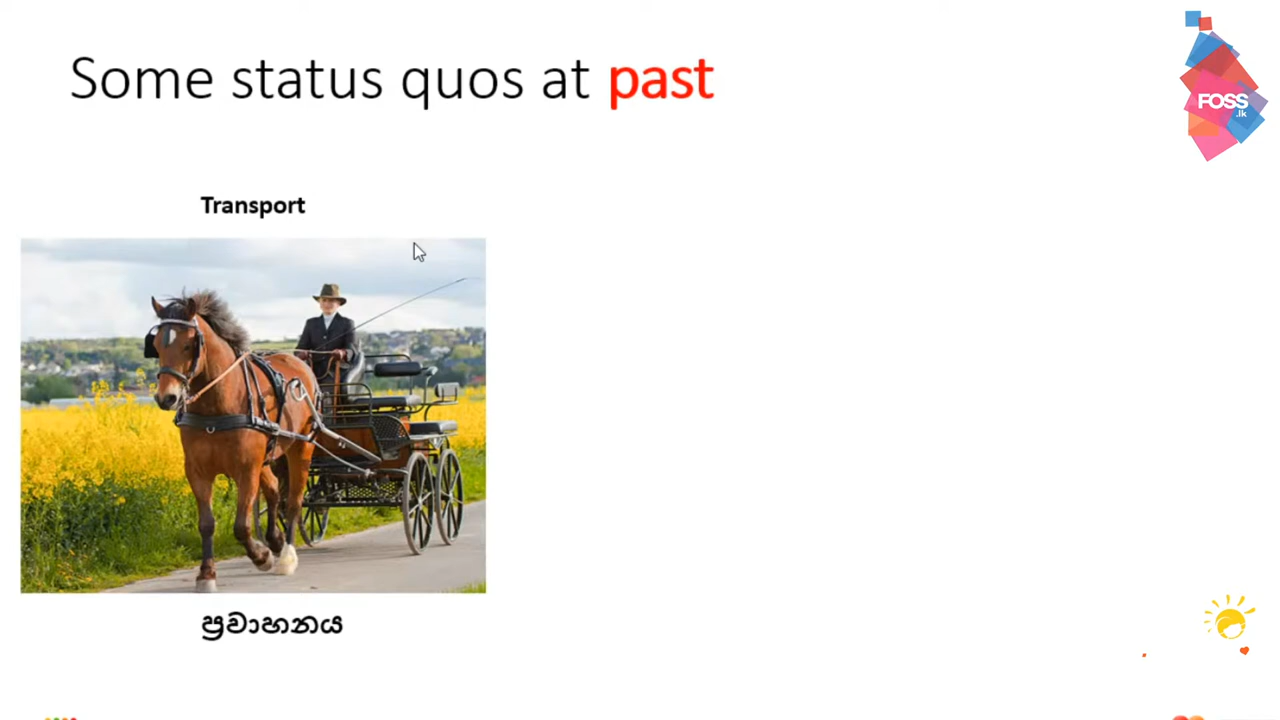 Some status quos at past
FOSS
.lk
Transport
ප්‍රවාහනය